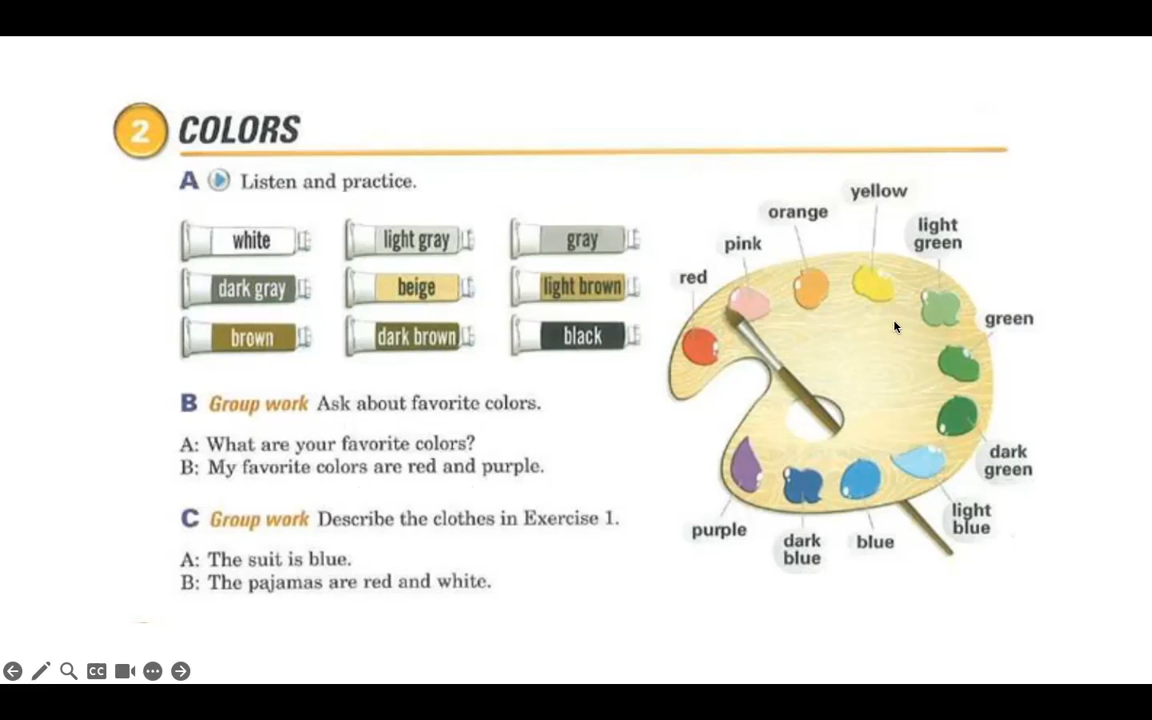 2 COLORS
A Listen and practice.
white light gray gray
dark gray beige light brown
brown dark brown black
B Group work Ask about favorite colors.
A: What are your favorite colors?
B: My favorite colors are red and purple.
C Group work Describe the clothes in Exercise 1.
A: The suit is blue.
B: The pajamas are red and white.
red
pink
orange
yellow
light
green
green
dark
green
light
blue
blue
dark
blue
purple
CC